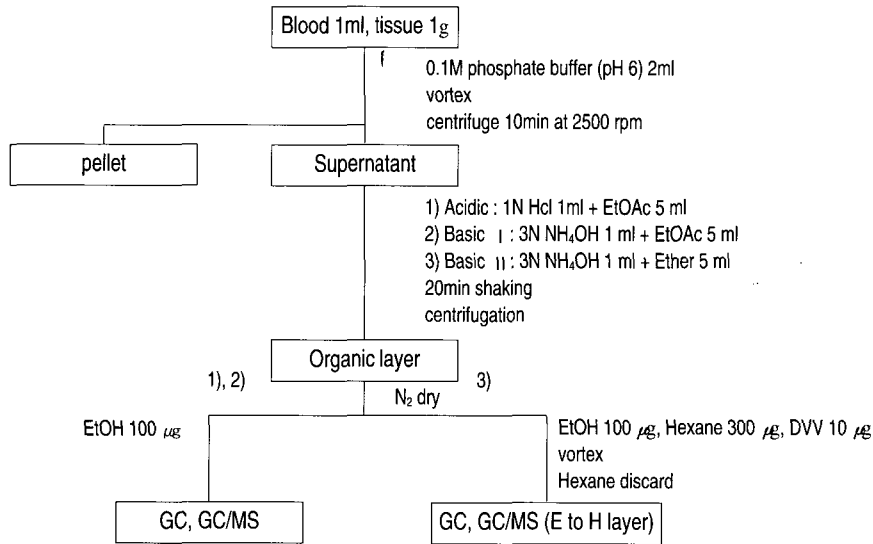 Blood 1ml, tissue 1g
0.1M phosphate buffer (pH 6) 2ml
vortex
centrifuge 10min at 2500 rpm
pellet
Supernatant
1) Acidic : 1N Hcl 1ml + EtOAc 5 ml
2) Basic I : 3N NH₄OH 1 ml + EtOAc 5 ml
3) Basic II : 3N NH₄OH 1 ml + Ether 5 ml
20min shaking
centrifugation
Organic layer
1), 2)
3)
N₂ dry
EtOH 100 μg
EtOH 100 μg, Hexane 300 μg, DVV 10 μg
vortex
Hexane discard
GC, GC/MS
GC, GC/MS (E to H layer)